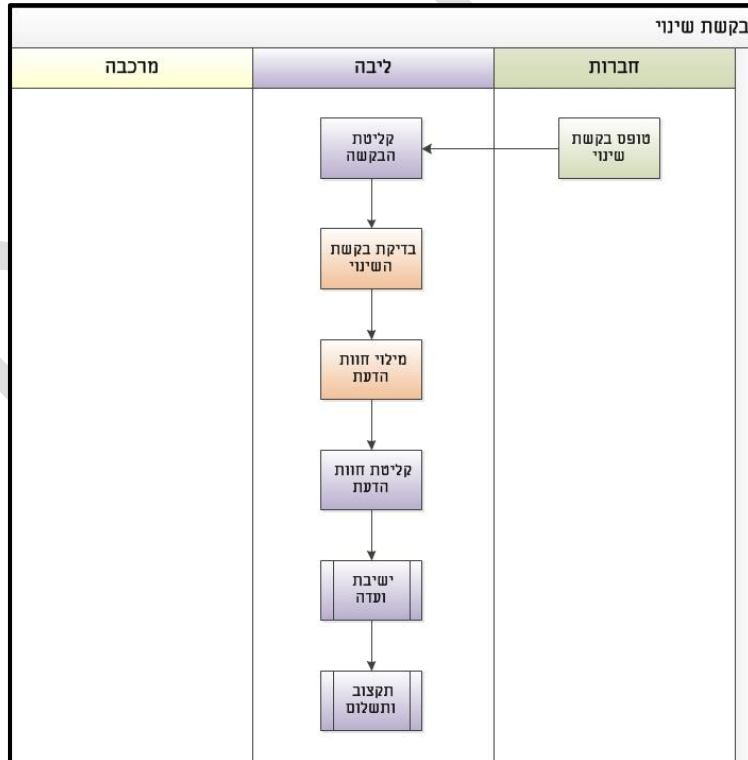 בקשת שינוי
חברות
ליבה
מרכבה
טופס בקשת
שינוי
קליטת
הבקשה
בדיקת בקשת
השינוי
מילוי חוות
הדעת
קליטת חוות
הדעת
ישיבת
ועדה
תקצוב
ותשלום